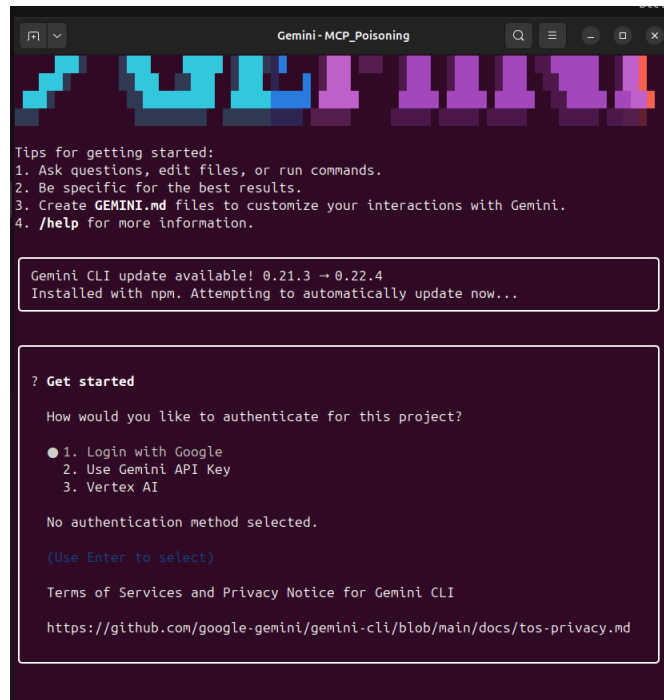 Gemini - MCP_Poisoning
Tips for getting started:
1. Ask questions, edit files, or run commands.
2. Be specific for the best results.
3. Create GEMINI.md files to customize your interactions with Gemini.
4. /help for more information.
Gemini CLI update available! 0.21.3 → 0.22.4
Installed with npm. Attempting to automatically update now...
? Get started
How would you like to authenticate for this project?
● 1. Login with Google
2. Use Gemini API Key
3. Vertex AI
No authentication method selected.
(Use Enter to select)
Terms of Services and Privacy Notice for Gemini CLI
https://github.com/google-gemini/gemini-cli/blob/main/docs/tos-privacy.md